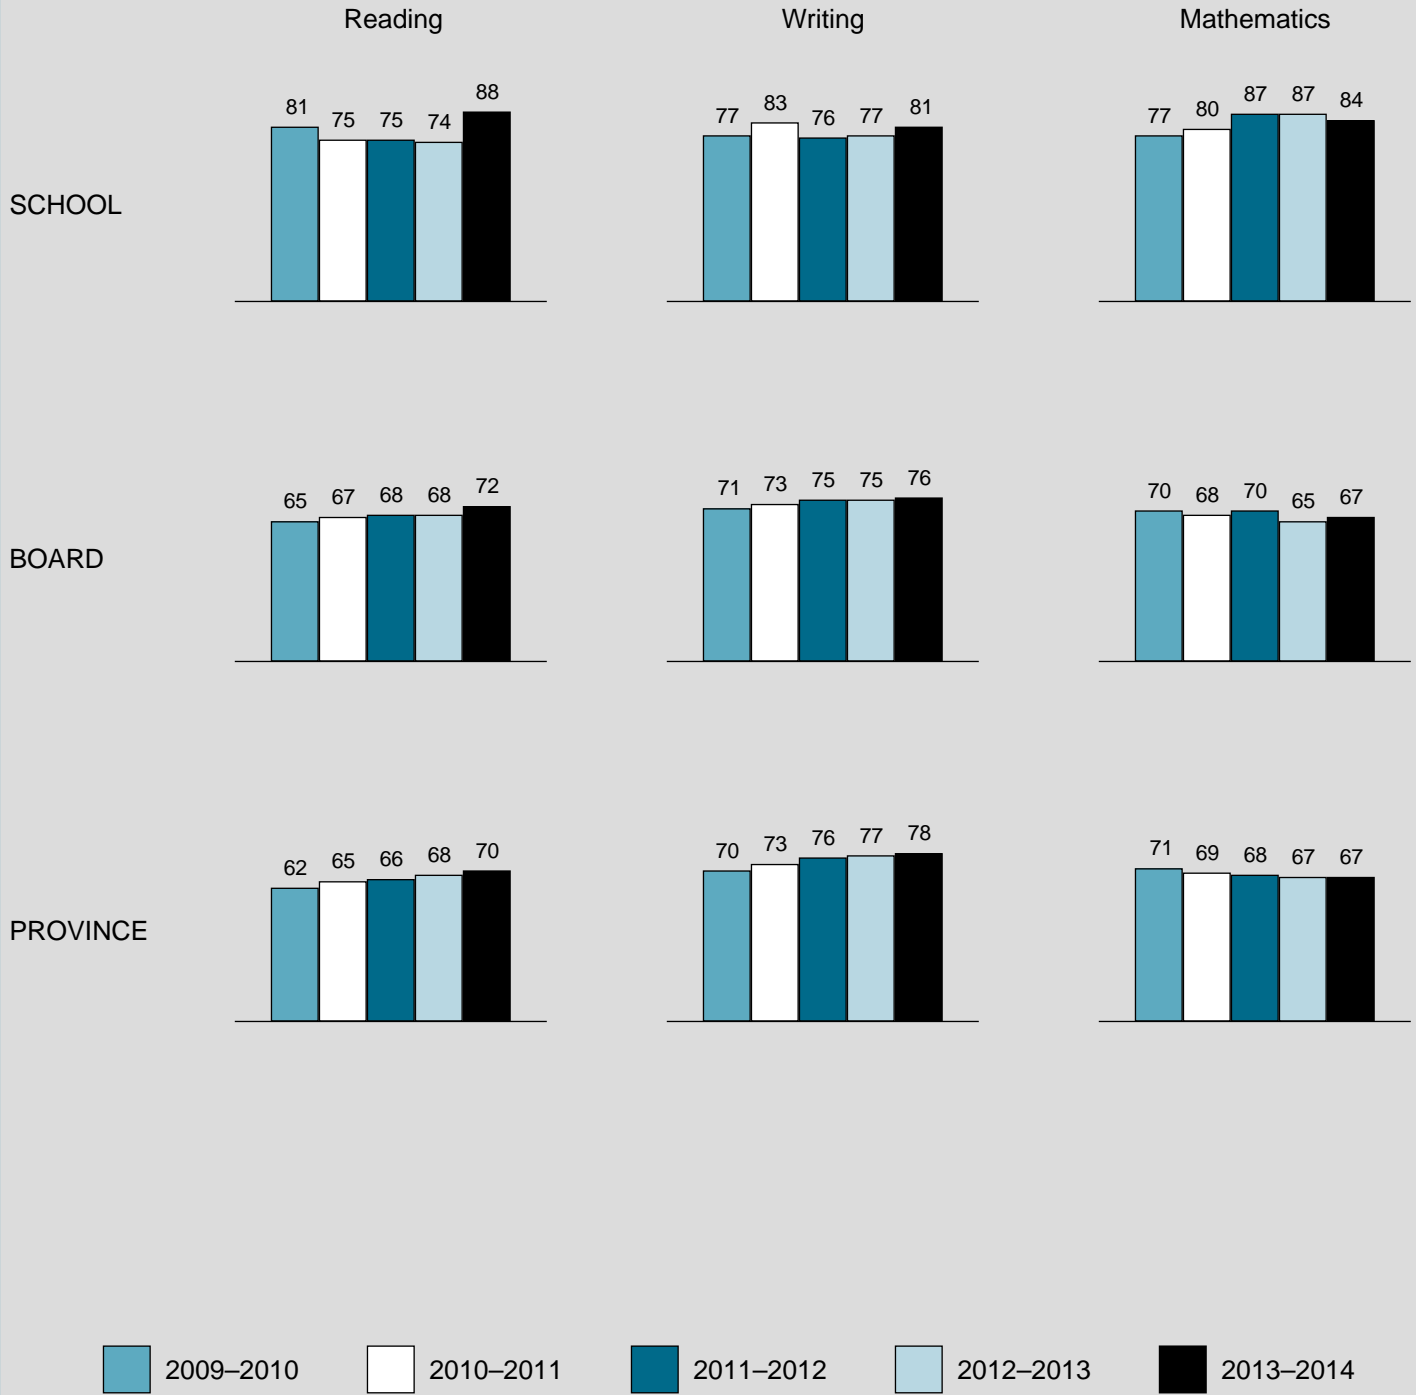 Reading Writing Mathematics
81 75 75 74 88
77 83 76 77 81
77 80 87 87 84
SCHOOL
65 67 68 68 72
71 73 75 75 76
70 68 70 65 67
BOARD
62 65 66 68 70
70 73 76 77 78
71 69 68 67 67
PROVINCE
2009–2010 2010–2011 2011–2012 2012–2013 2013–2014